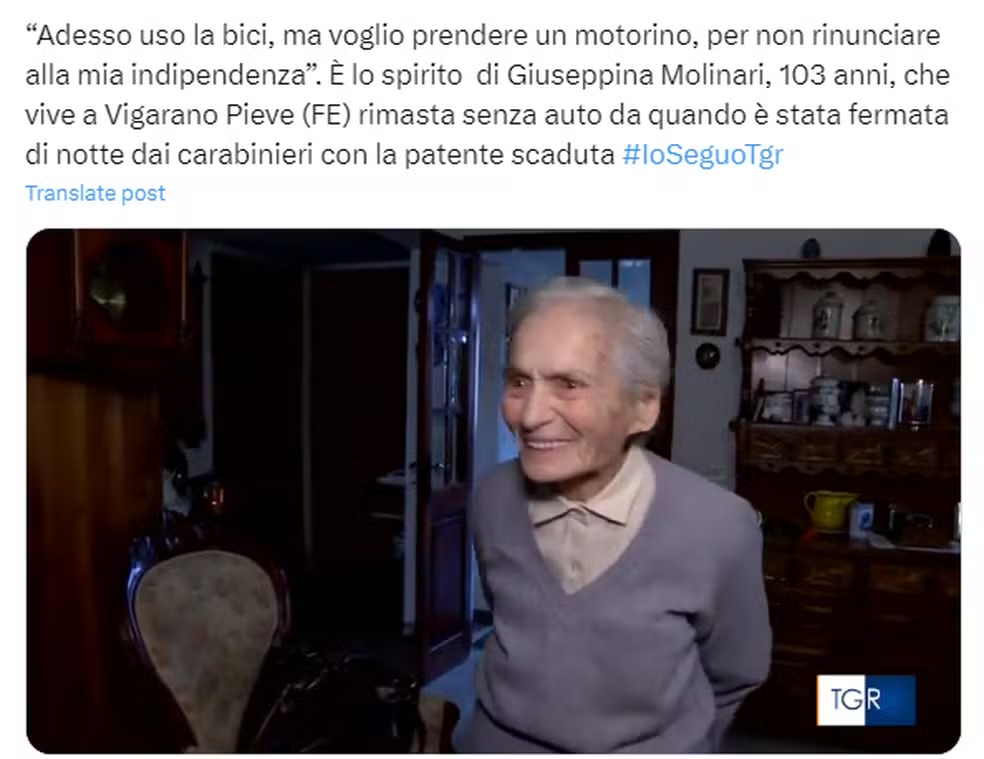 “Adesso uso la bici, ma voglio prendere un motorino, per non rinunciare
alla mia indipendenza”. È lo spirito  di Giuseppina Molinari, 103 anni, che
vive a Vigarano Pieve (FE) rimasta senza auto da quando è stata fermata
di notte dai carabinieri con la patente scaduta #IoSeguoTgr
Translate post
TGR